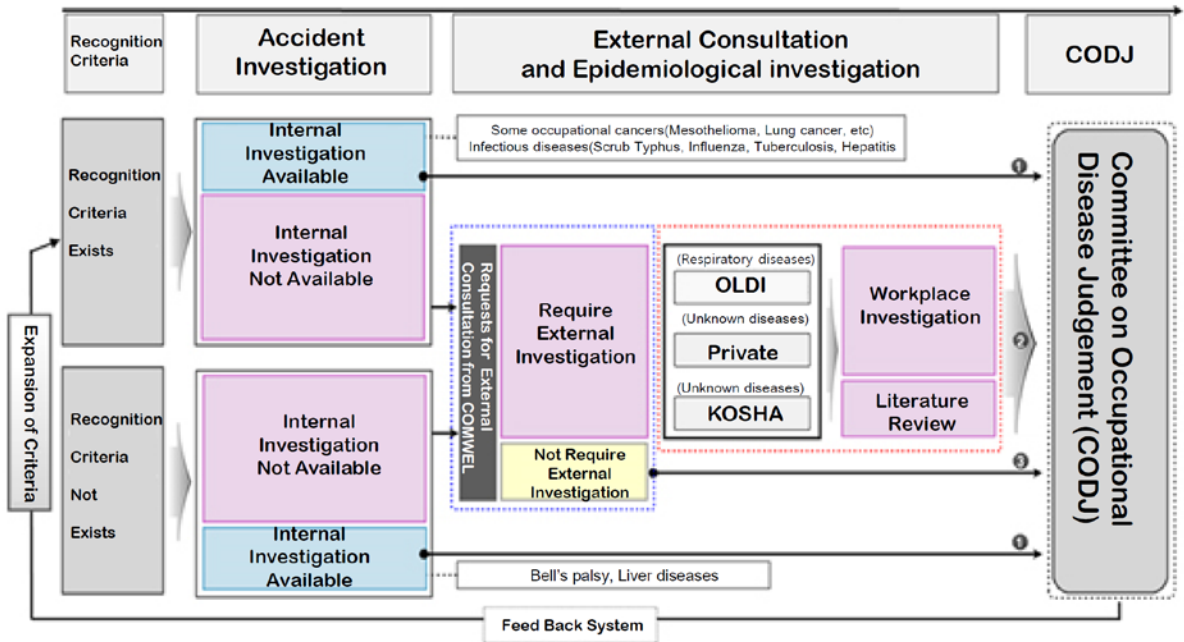 Recognition
Criteria
Accident
Investigation
External Consultation
and Epidemiological investigation
CODJ
Recognition
Criteria
Exists
Internal
Investigation
Available
Some occupational cancers(Mesothelioma, Lung cancer, etc)
Infectious diseases(Scrub Typhus, Influenza, Tuberculosis, Hepatitis
❶
Internal
Investigation
Not Available
Requests for External
Consultation from COMWEL
Require
External
Investigation
(Respiratory diseases)
OLDI
(Unknown diseases)
Private
(Unknown diseases)
KOSHA
Workplace
Investigation
Literature
Review
❷
Committee on Occupational
Disease Judgement (CODJ)
Expansion of Criteria
Recognition
Criteria
Not
Exists
Internal
Investigation
Not Available
Not Require
External
Investigation
❸
Internal
Investigation
Available
❶
Bell's palsy, Liver diseases
Feed Back System